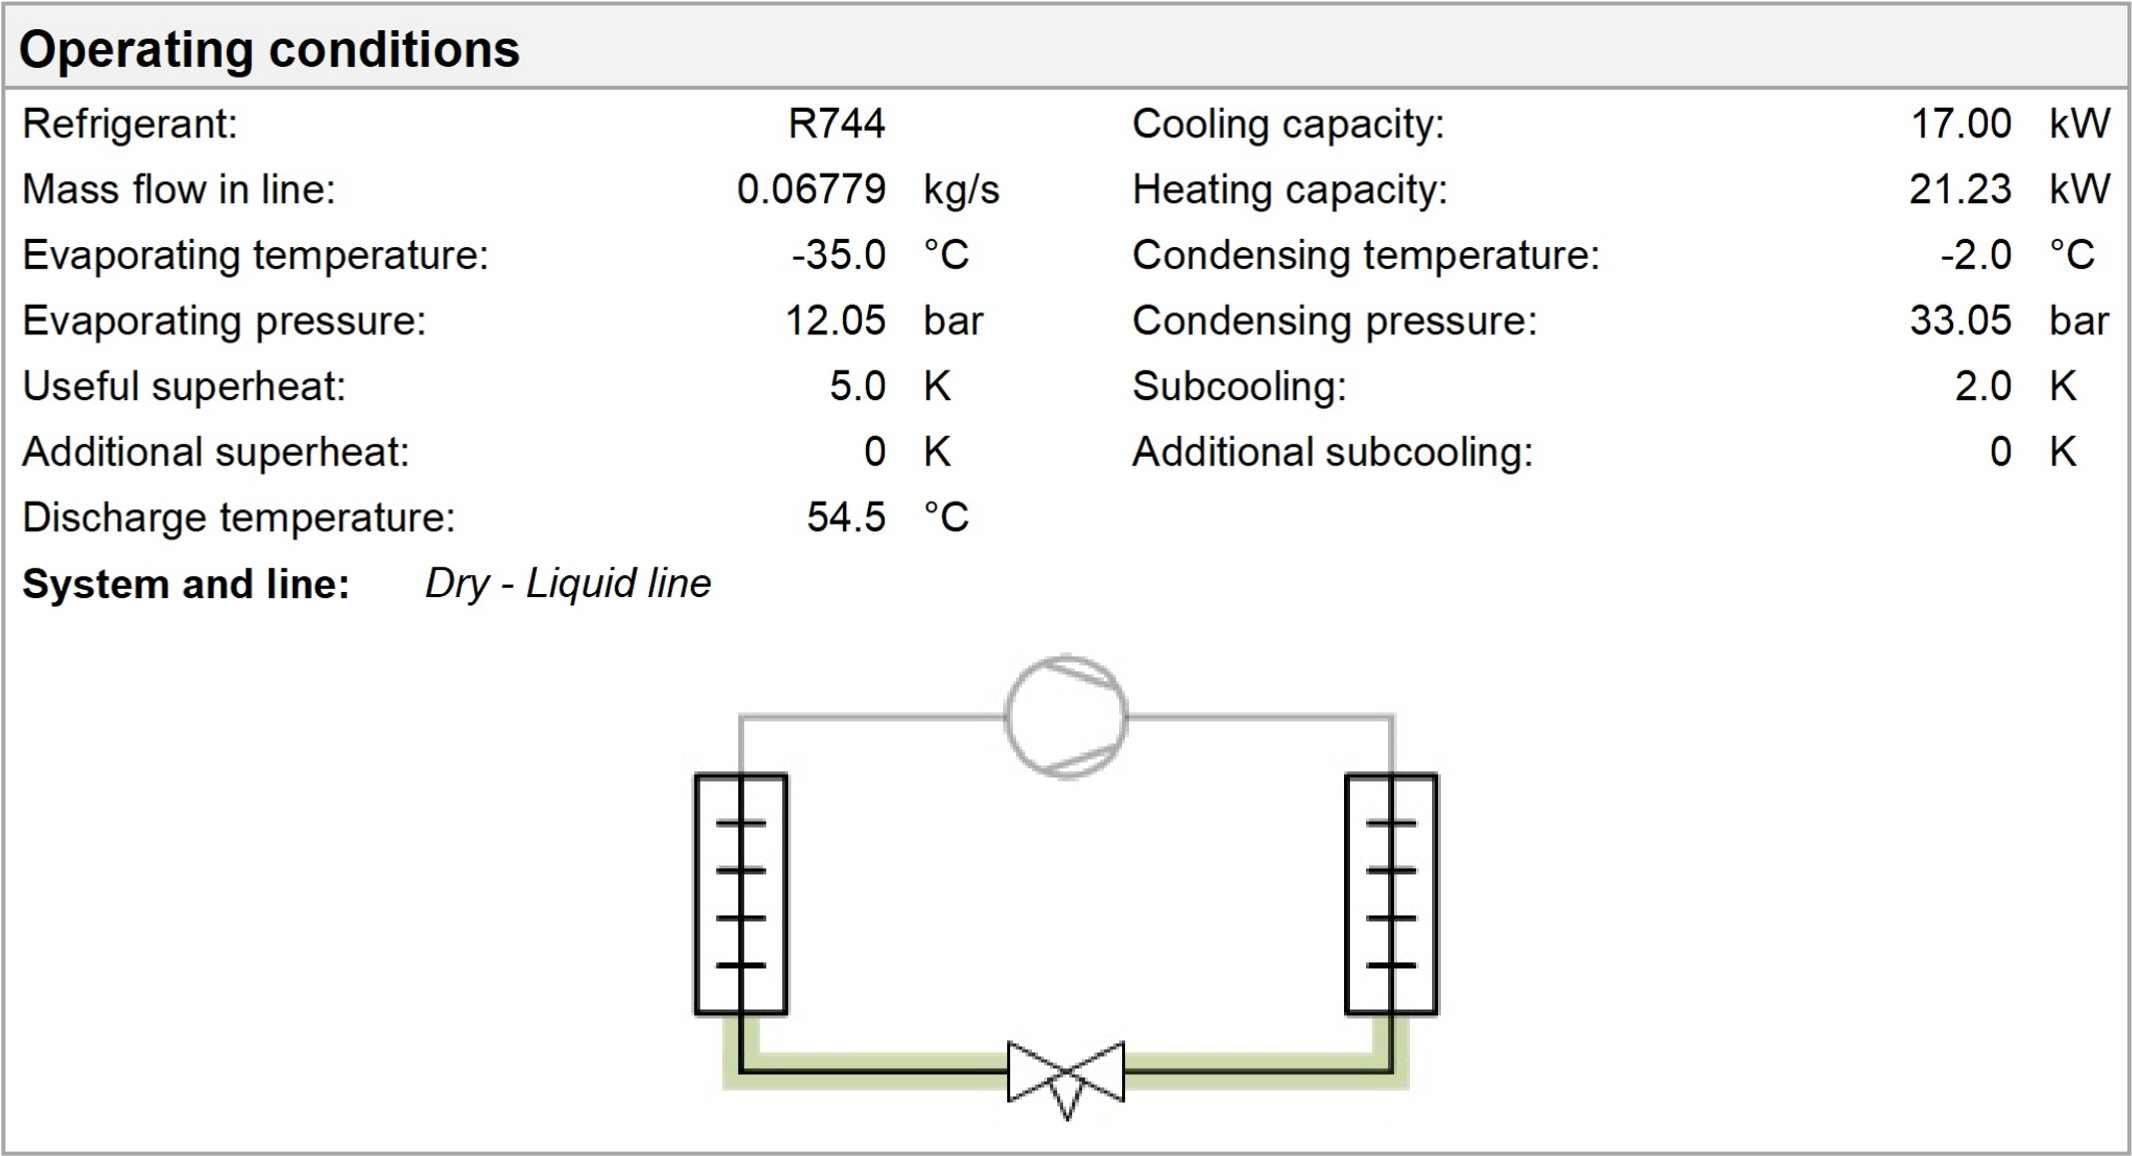 Operating conditions
Refrigerant: R744 Cooling capacity: 17.00 kW
Mass flow in line: 0.06779 kg/s Heating capacity: 21.23 kW
Evaporating temperature: -35.0 °C Condensing temperature: -2.0 °C
Evaporating pressure: 12.05 bar Condensing pressure: 33.05 bar
Useful superheat: 5.0 K Subcooling: 2.0 K
Additional superheat: 0 K Additional subcooling: 0 K
Discharge temperature: 54.5 °C
System and line: Dry - Liquid line